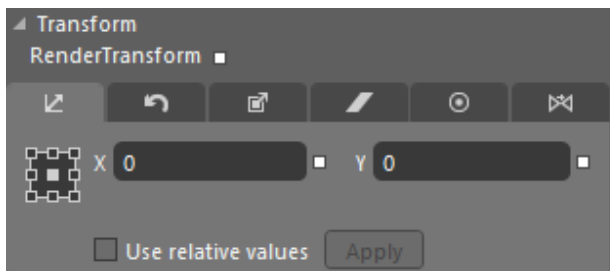 Transform
RenderTransform
X 0 Y 0
Use relative values Apply